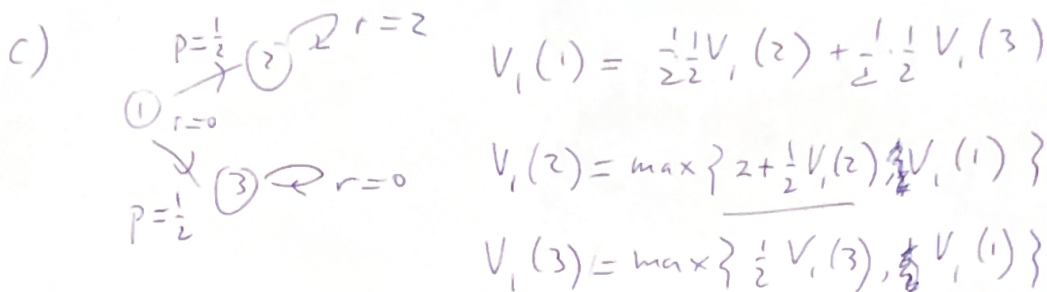 c)
p=½ ② r=2
① r=0
③ r=0
p=½
V₁(1) = ½ ½ V₁(2) + ½ · ½ V₁(3)
V₁(2) = max{ 2 + ½ V₁(2), V₁(1) }
V₁(3) = max{ ½ V₁(3), V₁(1) }